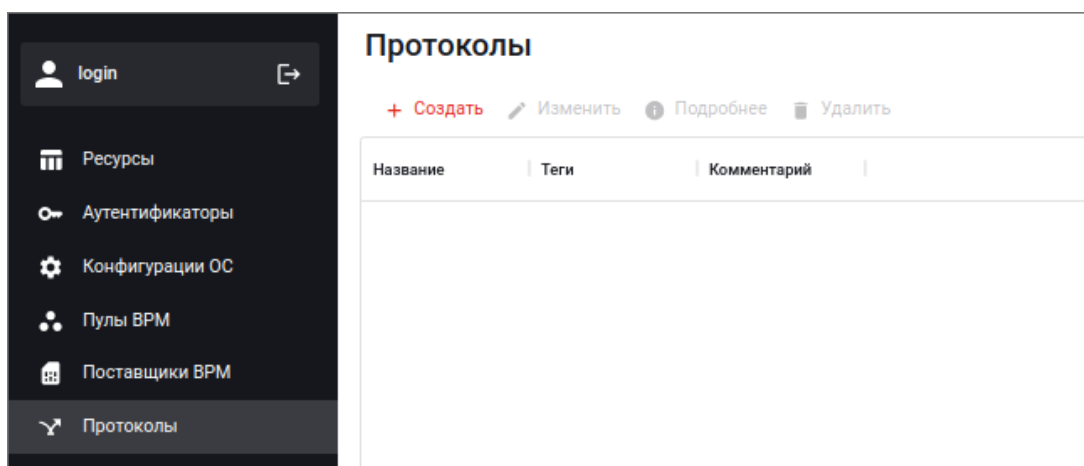 login
Ресурсы
Аутентификаторы
Конфигурации ОС
Пулы ВРМ
Поставщики ВРМ
Протоколы
Протоколы
+ Создать Изменить Подробнее Удалить
Название Теги Комментарий